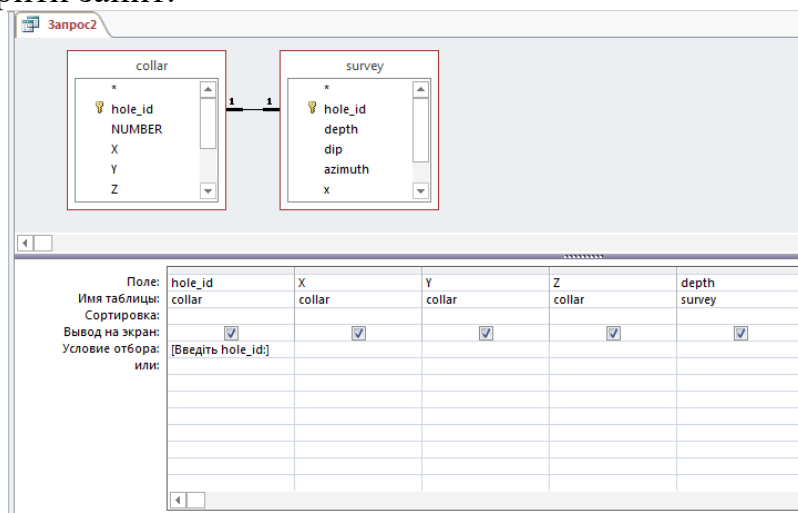 запит.
Запрос2
collar
*
hole_id
NUMBER
X
Y
Z
1 1
survey
*
hole_id
depth
dip
azimuth
x
Поле: hole_id X Y Z depth
Имя таблицы: collar collar collar collar survey
Сортировка:
Вывод на экран:
Условие отбора: [Введіть hole_id:]
или: